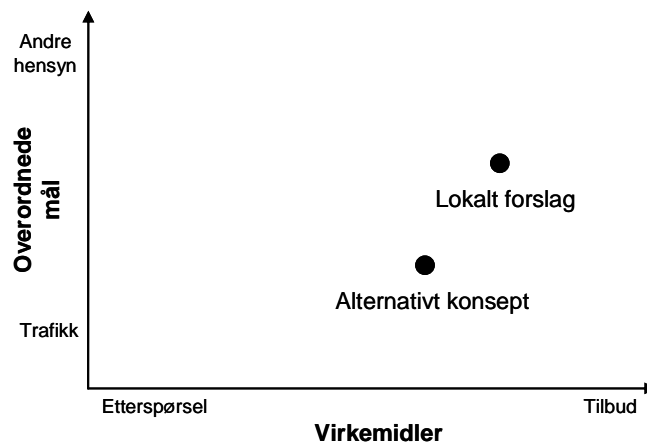 Andre
hensyn
Overordnede
mål
Lokalt forslag
Alternativt konsept
Trafikk
Etterspørsel
Tilbud
Virkemidler